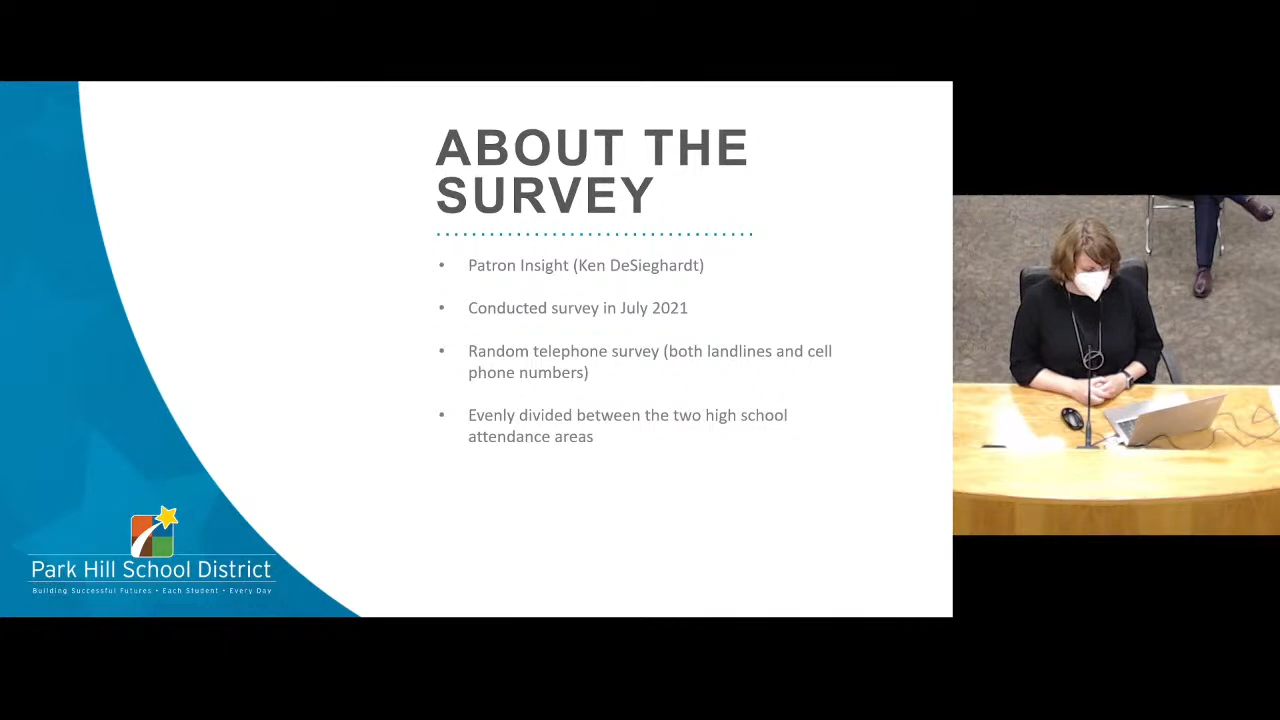 ABOUT THE
SURVEY
• Patron Insight (Ken DeSieghardt)
• Conducted survey in July 2021
• Random telephone survey (both landlines and cell
phone numbers)
• Evenly divided between the two high school
attendance areas
Park Hill School District
Building Successful Futures • Each Student • Every Day